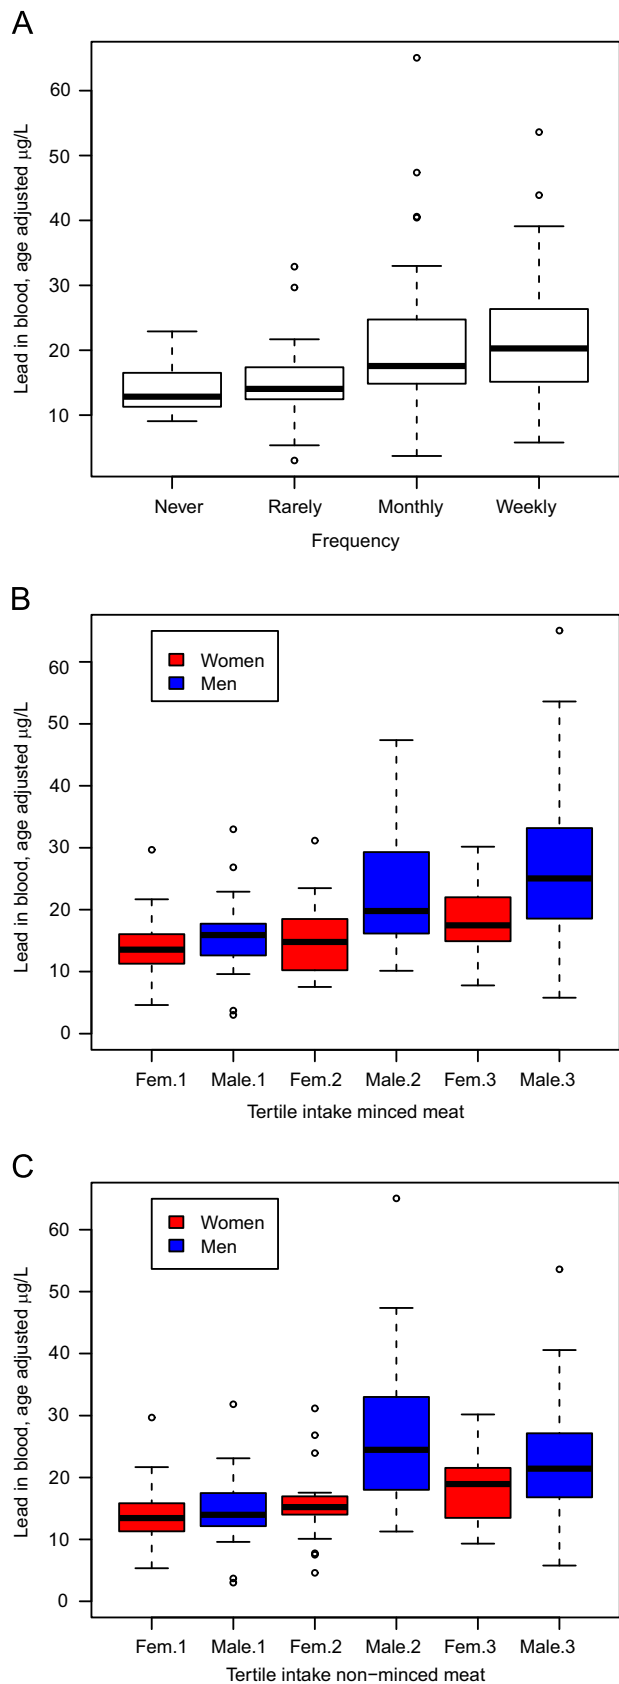 A
Lead in blood, age adjusted μg/L
60
50
40
30
20
10
Never Rarely Monthly Weekly
Frequency
B
Women
Men
Lead in blood, age adjusted μg/L
60
50
40
30
20
10
0
Fem.1 Male.1 Fem.2 Male.2 Fem.3 Male.3
Tertile intake minced meat
C
Women
Men
Lead in blood, age adjusted μg/L
60
50
40
30
20
10
0
Fem.1 Male.1 Fem.2 Male.2 Fem.3 Male.3
Tertile intake non−minced meat